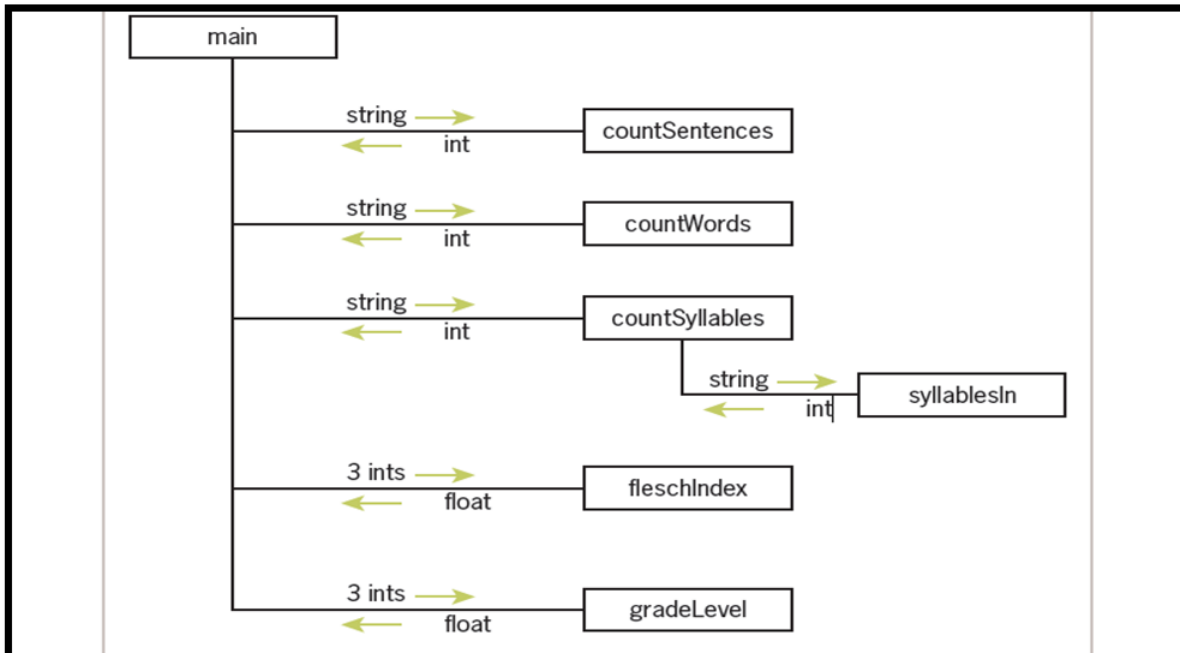 main
string
countSentences
int
string
countWords
int
string
countSyllables
int
string
syllablesIn
int
3 ints
fleschIndex
float
3 ints
gradeLevel
float